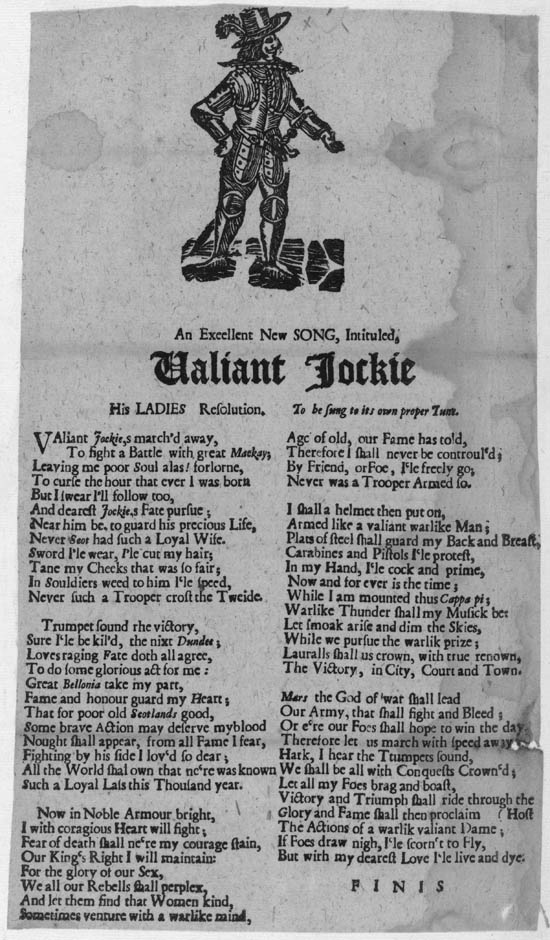 An Excellent New SONG, Intituled,
Valiant Jockie
His LADIES Resolution. To be sung to its own proper Tune.
VAliant Jockie,s march'd away,
To fight a Battle with great Mackay;
Leaving me poor Soul alas! forlorne,
To curse the hour that ever I was born
But I swear I'll follow too,
And dearest Jockie,s Fate pursue;
Near him be, to guard his precious Life,
Never Scot had such a Loyal Wife.
Sword I'le wear, I'le cut my hair;
Tane my Cheeks that was so fair;
In Souldiers weed to him I'le speed,
Never such a Trooper crost the Tweide.
Trumpet sound rhe victory,
Sure I'le be kil'd, the nixt Dundee;
Loves raging Fate doth all agree,
To do some glorious act for me:
Great Bellonia take my part,
Fame and honour guard my Heart;
That for poor old Scotlands good,
Some brave Action may deserve myblood
Nought shall appear, from all Fame I fear,
Fighting by his side I lov'd so dear;
All the World shal own that ne're was known
Such a Loyal Lass this Thousand year.
Now in Noble Armour bright,
I with coragious Heart will fight;
Fear of death shall ne're my courage stain,
Our King's Right I will maintain:
For the glory of our Sex,
We all our Rebells shall perplex,
And let them find that Women kind,
Sometimes venture with a warlike mind,
Age of old, our Fame has told,
Therefore I shall never be controul'd;
By Friend, orFoe, I'le freely go;
Never was a Trooper Armed so.
I shall a helmet then put on,
Armed like a valiant warlike Man;
Plats of steel shall guard my Back and Breast,
Carabines and Pistols I'le protest,
In my Hand, I'le cock and prime,
Now and for ever is the time;
While I am mounted thus Cappa pi;
Warlike Thunder shall my Musick be:
Let smoak arise and dim the Skies,
While we pursue the warlik prize;
Lauralls shall us crown, with true renown,
The Victory, in City, Court and Town.
Mars the God of war shall lead
Our Army, that shall fight and Bleed;
Or e're our Foes shall hope to win the day
Therefore let us march with speed away
Hark, I hear the Trumpets sound,
We shall be all with Conquests Crown'd;
Let all my Foes brag and boast,
Victory and Triumph shall ride through the
Glory and Fame shall then proclaim ( Host
The Actions of a warlik valiant Dame;
If Foes draw nigh, I'le scorn't to Fly,
But with my dearest Love I'le live and dye.
FINIS